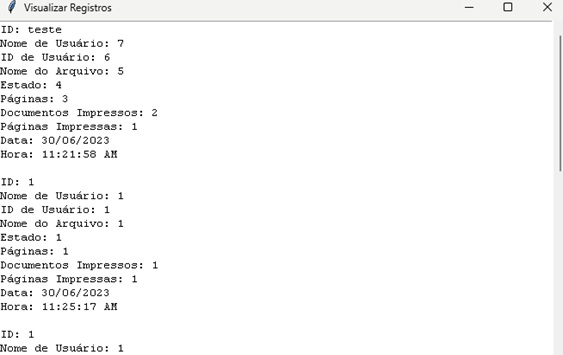 Visualizar Registros
ID: teste
Nome de Usuário: 7
ID de Usuário: 6
Nome do Arquivo: 5
Estado: 4
Páginas: 3
Documentos Impressos: 2
Páginas Impressas: 1
Data: 30/06/2023
Hora: 11:21:58 AM
ID: 1
Nome de Usuário: 1
ID de Usuário: 1
Nome do Arquivo: 1
Estado: 1
Páginas: 1
Documentos Impressos: 1
Páginas Impressas: 1
Data: 30/06/2023
Hora: 11:25:17 AM
ID: 1
Nome de Usuário: 1